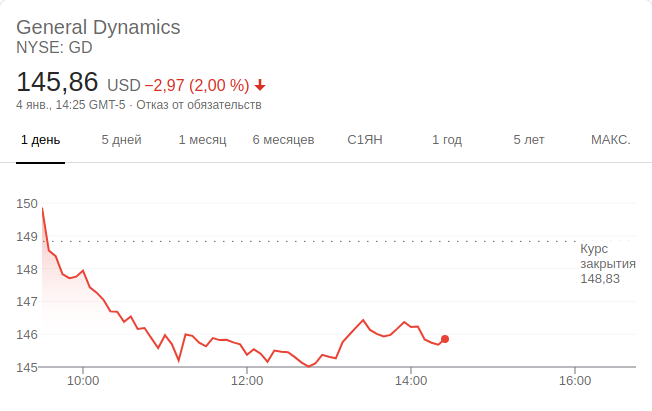 General Dynamics
NYSE: GD
145,86 USD −2,97 (2,00 %)
4 янв., 14:25 GMT-5 · Отказ от обязательств
1 день 5 дней 1 месяц 6 месяцев С1ЯН 1 год 5 лет МАКС.
150
149
Курс
закрытия
148,83
148
147
146
145
10:00 12:00 14:00 16:00